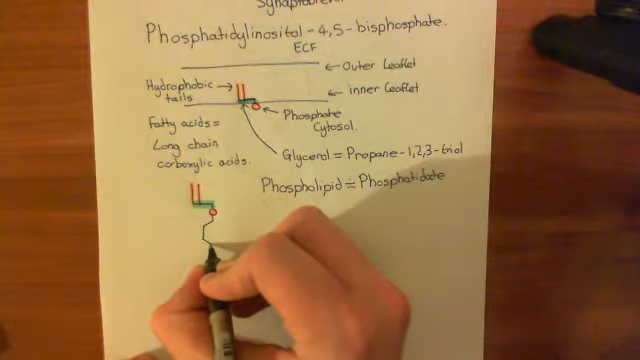 Phosphatidylinositol-4,5-bisphosphate.
ECF
Outer Leaflet
Hydrophobic tails
inner Leaflet
Phosphate
Cytosol.
Fatty acids =
Long chain
carboxylic acids.
Glycerol = Propane-1,2,3-triol
Phospholipid = Phosphatidate